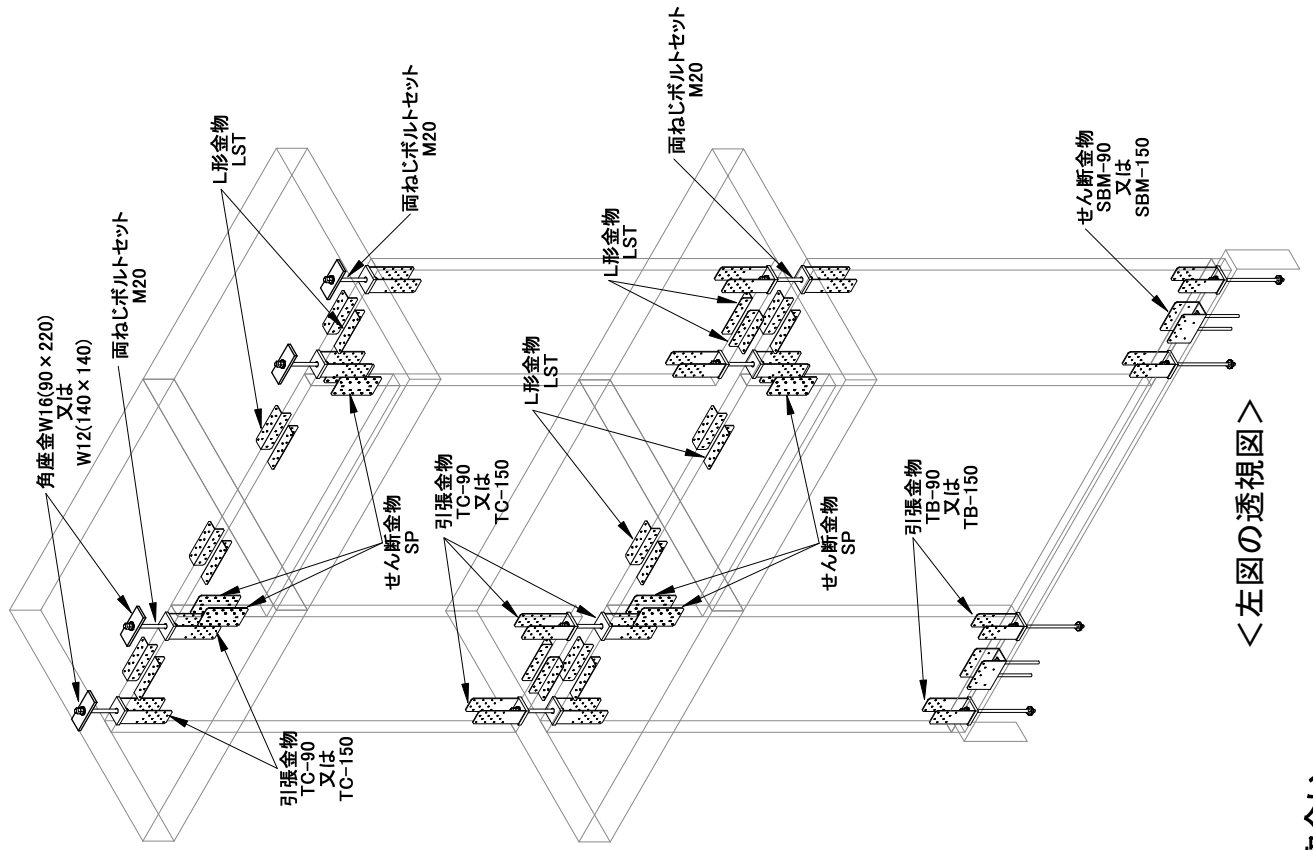 角座金W16(90×220)
又は
W12(140×140)
両ねじボルトセット
M20
L形金物
LST
両ねじボルトセット
M20
引張金物
TC-90
又は
TC-150
せん断金物
SP
引張金物
TC-90
又は
TC-150
L形金物
LST
L形金物
LST
両ねじボルトセット
M20
せん断金物
SP
引張金物
TB-90
又は
TB-150
せん断金物
SBM-90
又は
SBM-150
<左図の透視図>